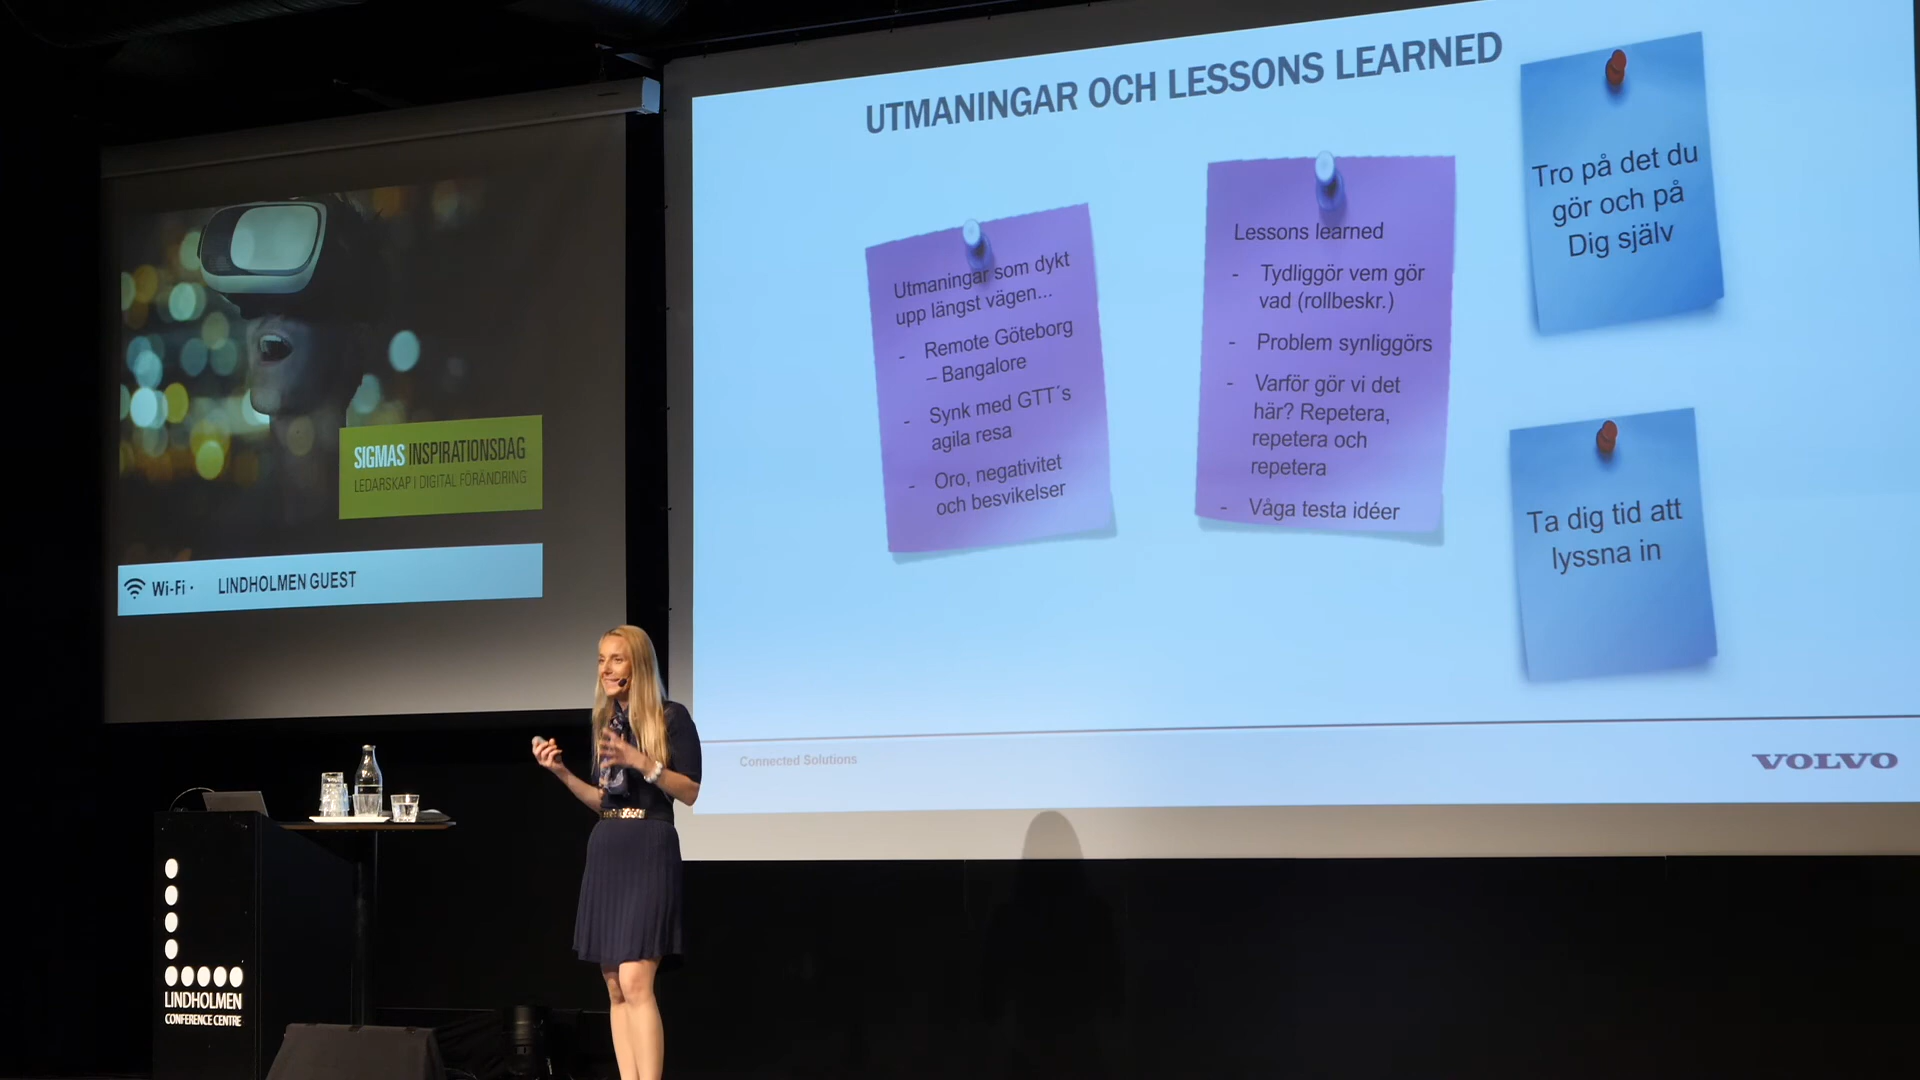 UTMANINGAR OCH LESSONS LEARNED
Utmaningar som dykt
upp längst vägen...
- Remote Göteborg
– Bangalore
- Synk med GTT´s
agila resa
- Oro, negativitet
och besvikelser
Lessons learned
- Tydliggör vem gör
vad (rollbeskr.)
- Problem synliggörs
- Varför gör vi det
här? Repetera,
repetera och
repetera
- Våga testa idéer
Tro på det du
gör och på
Dig själv
Ta dig tid att
lyssna in
Connected Solutions
VOLVO
SIGMAS INSPIRATIONSDAG
LEDARSKAP I DIGITAL FÖRÄNDRING
Wi-Fi · LINDHOLMEN GUEST
LINDHOLMEN
CONFERENCE CENTRE